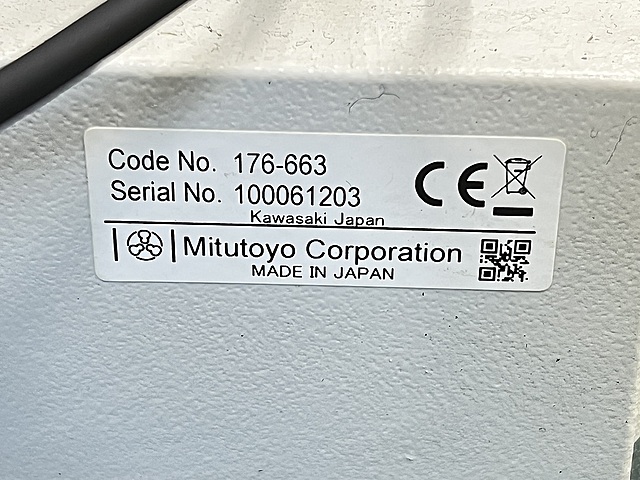 Code No. 176-663
Serial No. 100061203
Kawasaki Japan
Mitutoyo Corporation
MADE IN JAPAN
CE